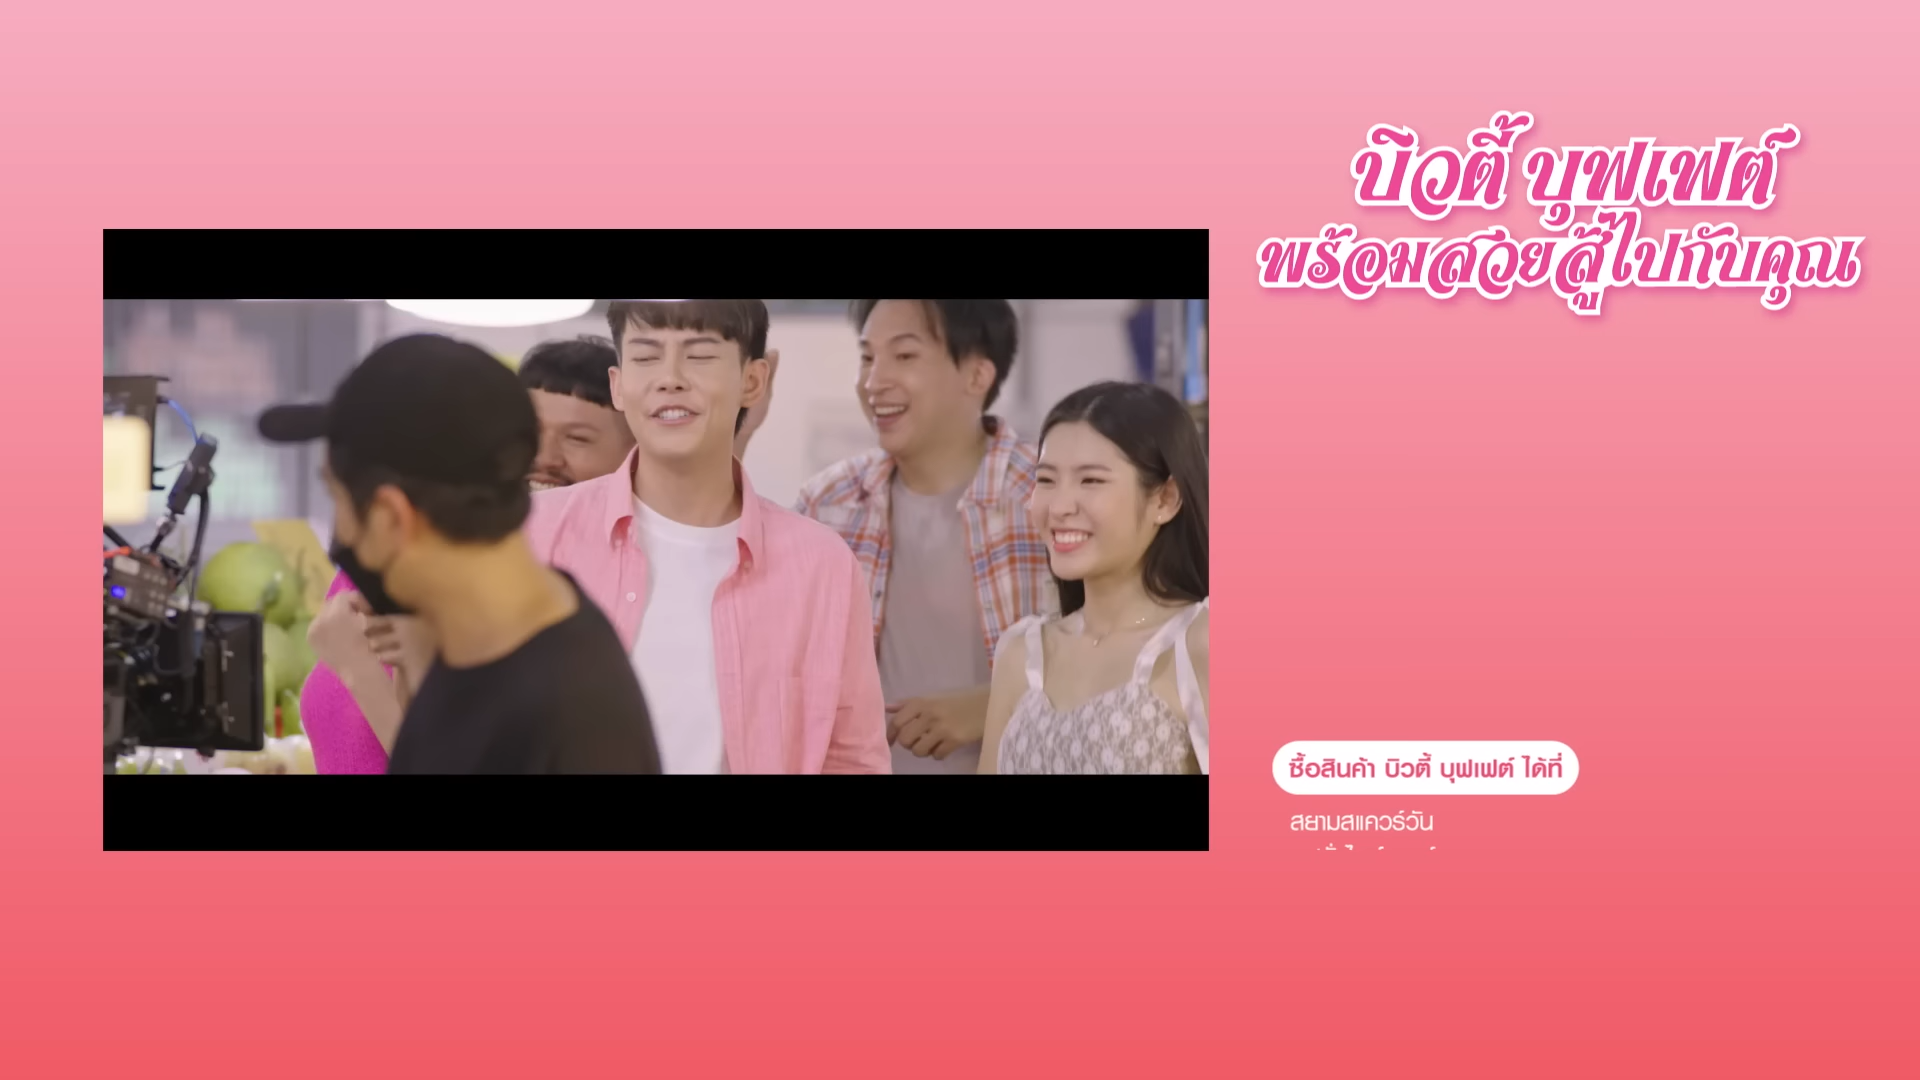 บิวตี้ บุฟเฟต์
พร้อมสวยสู้ไปกับคุณ
ซื้อสินค้า บิวตี้ บุฟเฟต์ ได้ที่
สยามสแควร์วัน